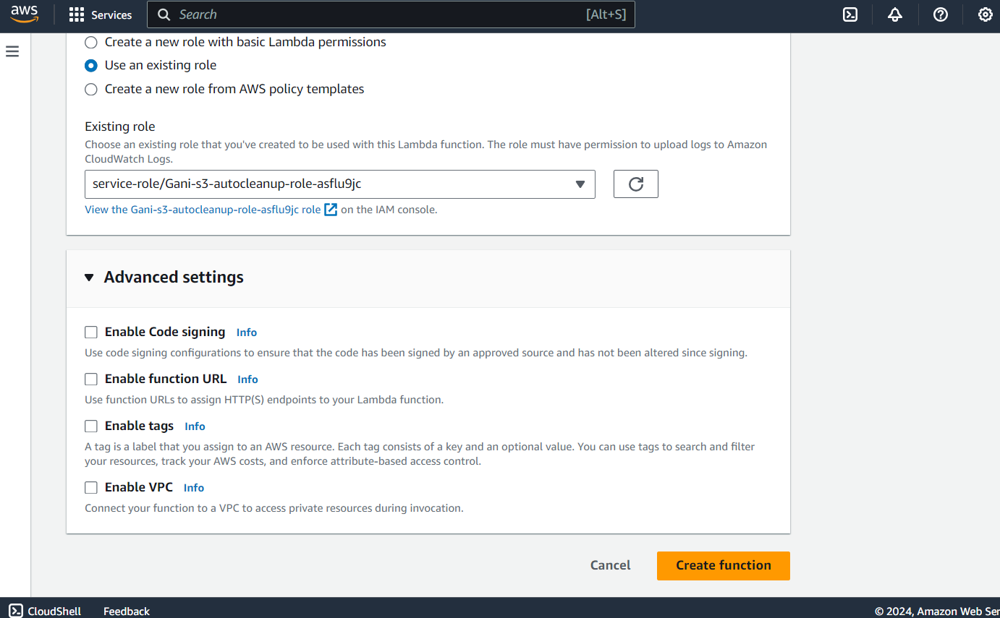 aws
Services
Search
[Alt+S]
Create a new role with basic Lambda permissions
Use an existing role
Create a new role from AWS policy templates
Existing role
Choose an existing role that you've created to be used with this Lambda function. The role must have permission to upload logs to Amazon
CloudWatch Logs.
service-role/Gani-s3-autocleanup-role-asflu9jc
View the Gani-s3-autocleanup-role-asflu9jc role on the IAM console.
Advanced settings
Enable Code signing Info
Use code signing configurations to ensure that the code has been signed by an approved source and has not been altered since signing.
Enable function URL Info
Use function URLs to assign HTTP(S) endpoints to your Lambda function.
Enable tags Info
A tag is a label that you assign to an AWS resource. Each tag consists of a key and an optional value. You can use tags to search and filter
your resources, track your AWS costs, and enforce attribute-based access control.
Enable VPC Info
Connect your function to a VPC to access private resources during invocation.
Cancel
Create function
CloudShell
Feedback
© 2024, Amazon Web Ser